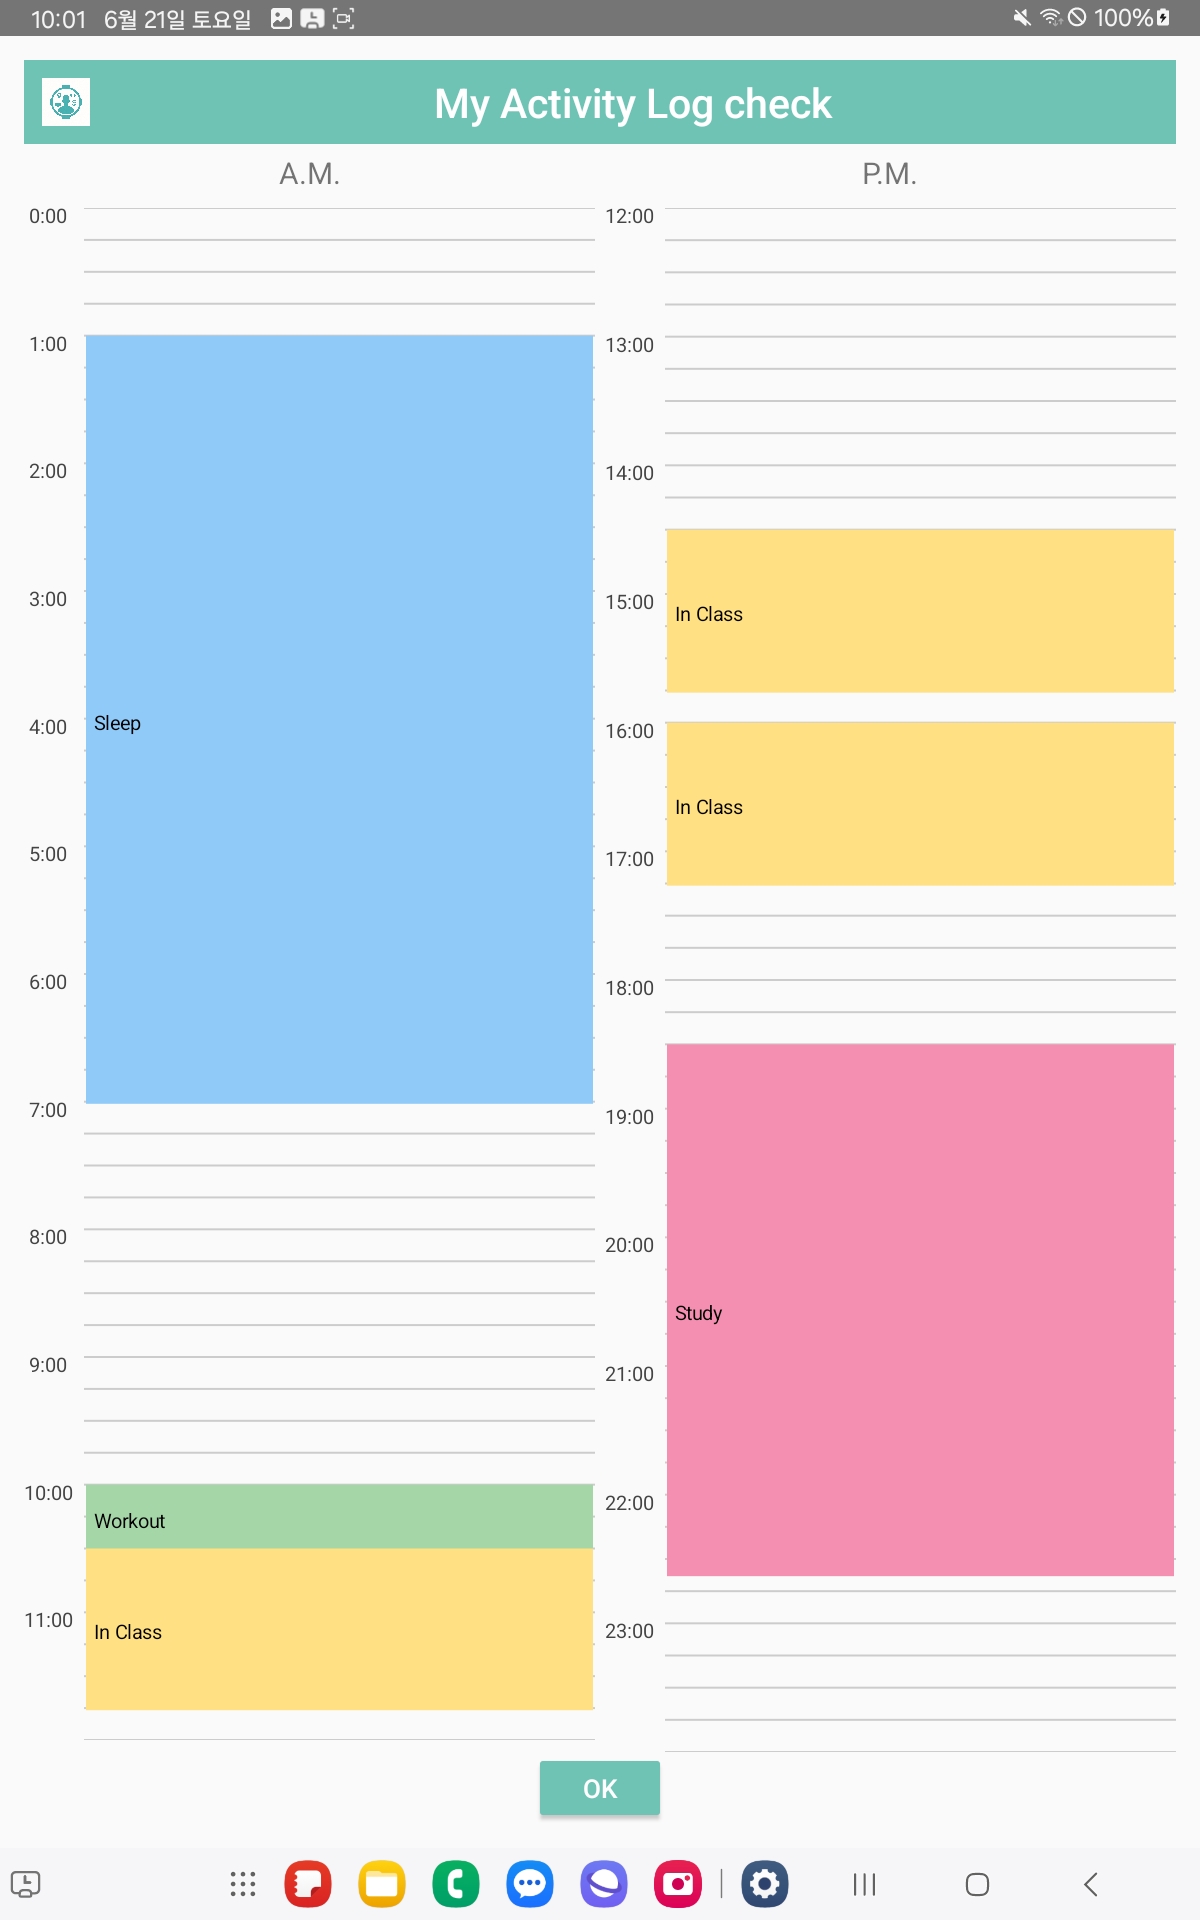 10:01 6월 21일 토요일 100%
My Activity Log check
A.M.
0:00
1:00
2:00
3:00
Sleep
4:00
5:00
6:00
7:00
8:00
9:00
10:00
Workout
11:00
In Class
P.M.
12:00
13:00
14:00
15:00
In Class
16:00
In Class
17:00
18:00
19:00
20:00
Study
21:00
22:00
23:00
OK